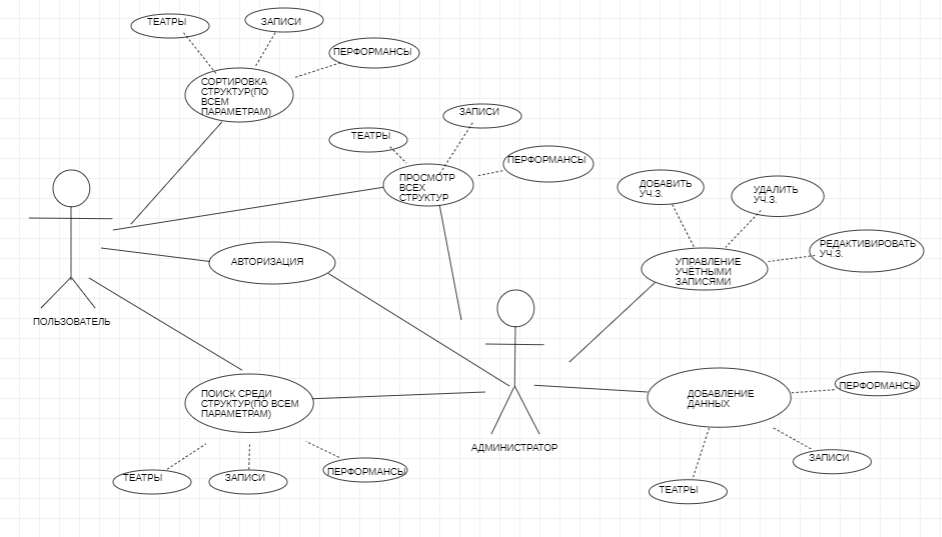 ТЕАТРЫ
ЗАПИСИ
ПЕРФОРМАНСЫ
СОРТИРОВКА
СТРУКТУР(ПО
ВСЕМ
ПАРАМЕТРАМ)
ТЕАТРЫ
ЗАПИСИ
ПЕРФОРМАНСЫ
ПРОСМОТР
ВСЕХ
СТРУКТУР
ДОБАВИТЬ
УЧ.З.
УДАЛИТЬ
УЧ.З.
РЕДАКТИВИРОВАТЬ
УЧ.З.
УПРАВЛЕНИЕ
УЧЁТНЫМИ
ЗАПИСЯМИ
АВТОРИЗАЦИЯ
ПОЛЬЗОВАТЕЛЬ
ПОИСК СРЕДИ
СТРУКТУР(ПО ВСЕМ
ПАРАМЕТРАМ)
ТЕАТРЫ
ЗАПИСИ
ПЕРФОРМАНСЫ
АДМИНИСТРАТОР
ДОБАВЛЕНИЕ
ДАННЫХ
ПЕРФОРМАНСЫ
ЗАПИСИ
ТЕАТРЫ